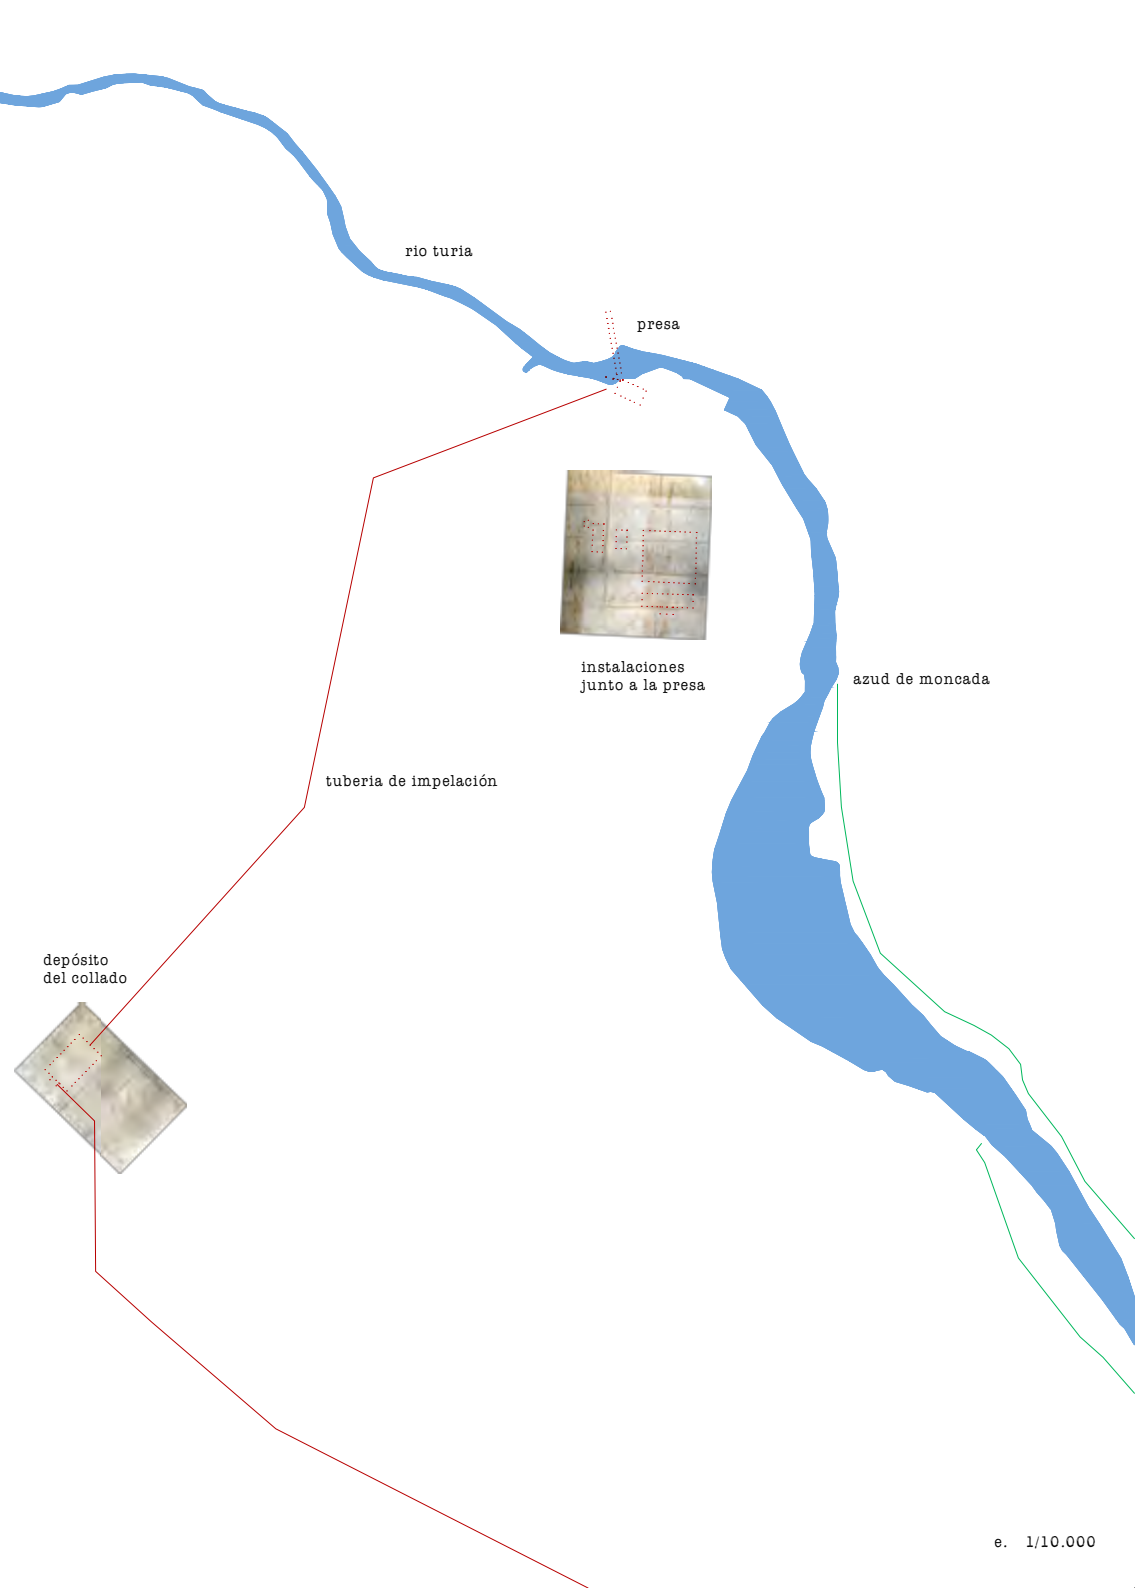 rio turia
presa
instalaciones
junto a la presa
azud de moncada
tuberia de impelación
depósito
del collado
e. 1/10.000